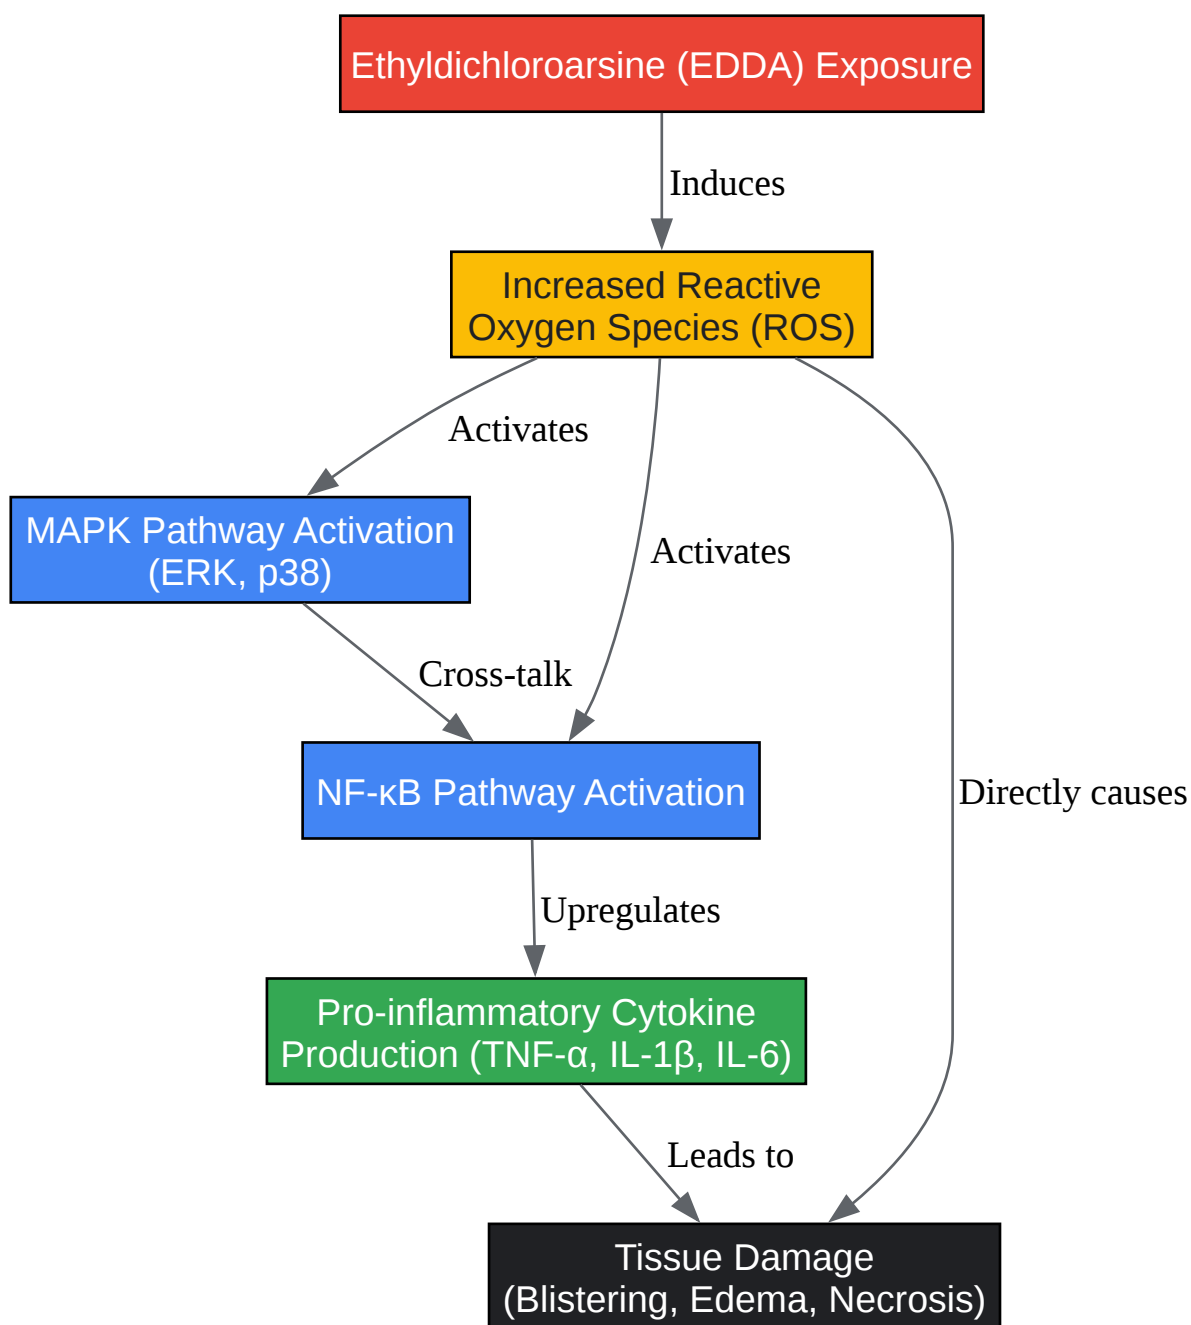 Ethyldichloroarsine (EDDA) Exposure
Induces
Increased Reactive
Oxygen Species (ROS)
Activates
MAPK Pathway Activation
(ERK, p38)
Activates
Cross-talk
NF-κB Pathway Activation
Directly causes
Upregulates
Pro-inflammatory Cytokine
Production (TNF-α, IL-1β, IL-6)
Leads to
Tissue Damage
(Blistering, Edema, Necrosis)